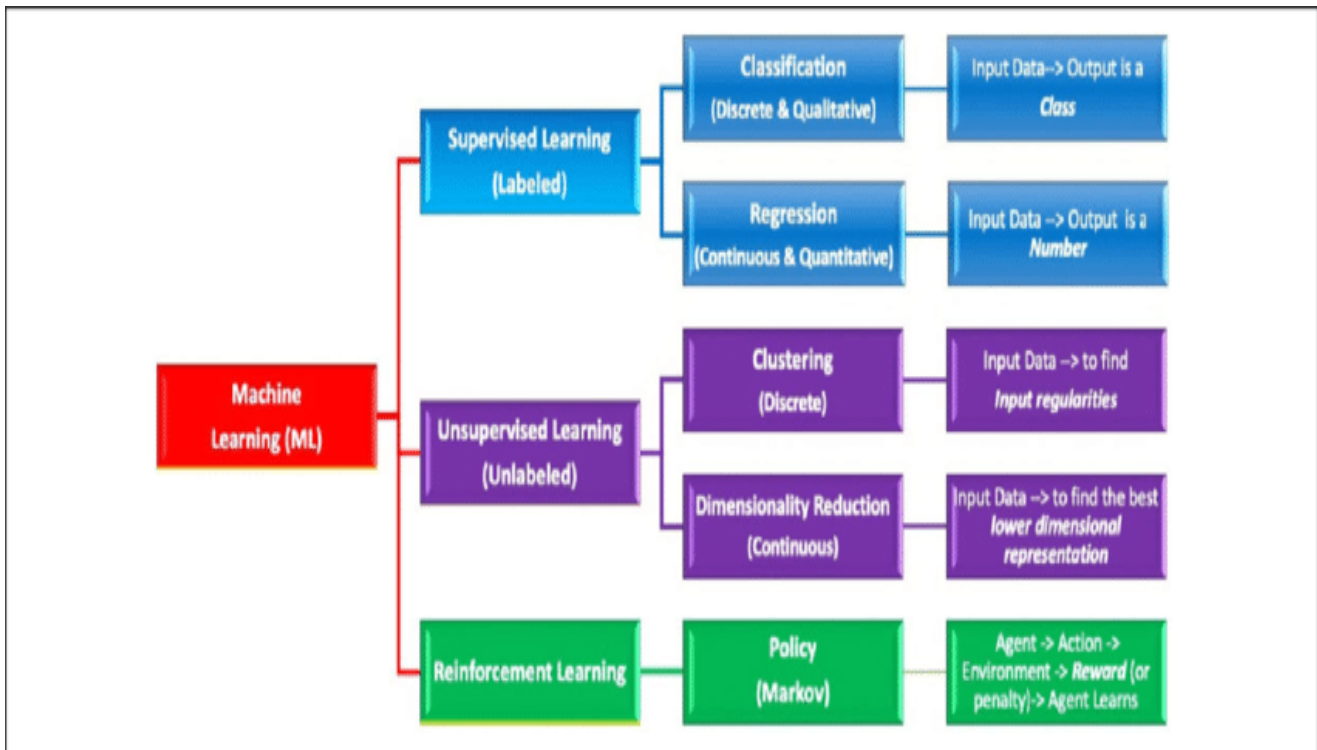 Machine
Learning (ML)
Supervised Learning
(Labeled)
Classification
(Discrete & Qualitative)
Input Data--> Output is a
Class
Regression
(Continuous & Quantitative)
Input Data --> Output is a
Number
Unsupervised Learning
(Unlabeled)
Clustering
(Discrete)
Input Data --> to find
Input regularities
Dimensionality Reduction
(Continuous)
Input Data --> to find the best
lower dimensional
representation
Reinforcement Learning
Policy
(Markov)
Agent -> Action ->
Environment -> Reward (or
penalty)-> Agent Learns